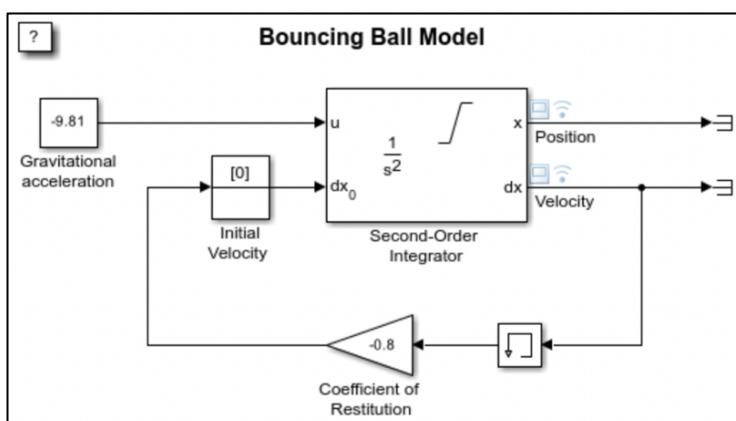 ?
Bouncing Ball Model
-9.81
Gravitational
acceleration
[0]
Initial
Velocity
u
dx0
1
s2
x
dx
Second-Order
Integrator
Position
Velocity
-0.8
Coefficient of
Restitution